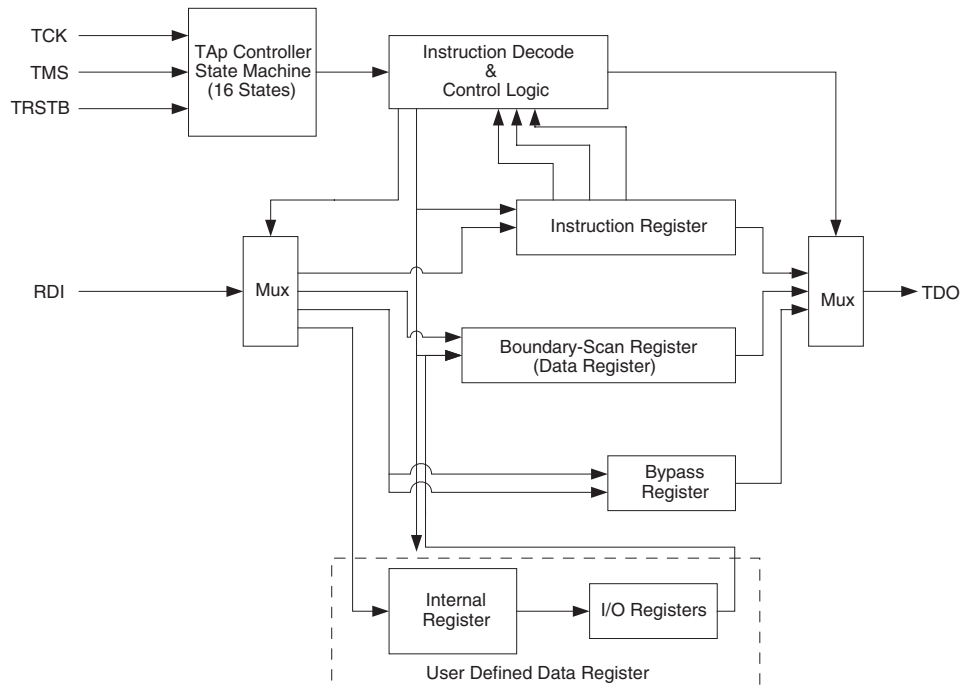 TCK
TMS
TRSTB
TAp Controller
State Machine
(16 States)
Instruction Decode
&
Control Logic
Instruction Register
RDI
Mux
Mux
TDO
Boundary-Scan Register
(Data Register)
Bypass
Register
Internal
Register
I/O Registers
User Defined Data Register